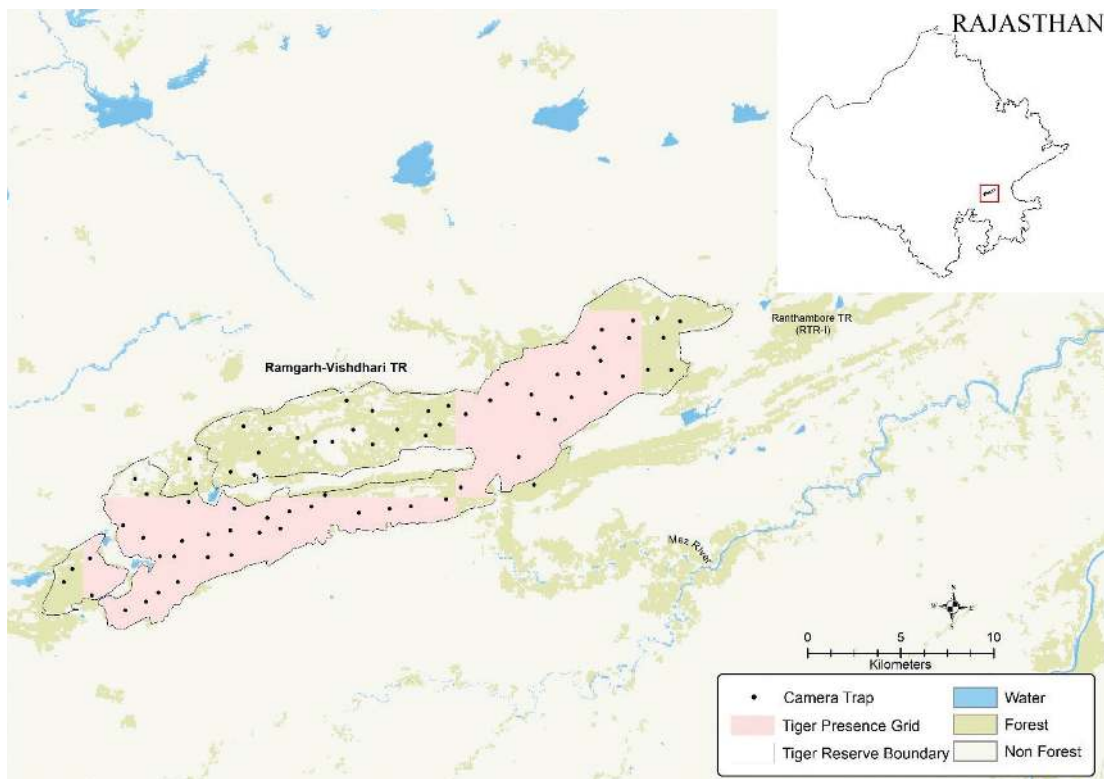 RAJASTHAN
Ranthambore TR
(RTR-I)
Ramgarh-Vishdhari TR
Mez River
N
W E
S
0 5 10
Kilometers
Camera Trap
Tiger Presence Grid
Tiger Reserve Boundary
Water
Forest
Non Forest